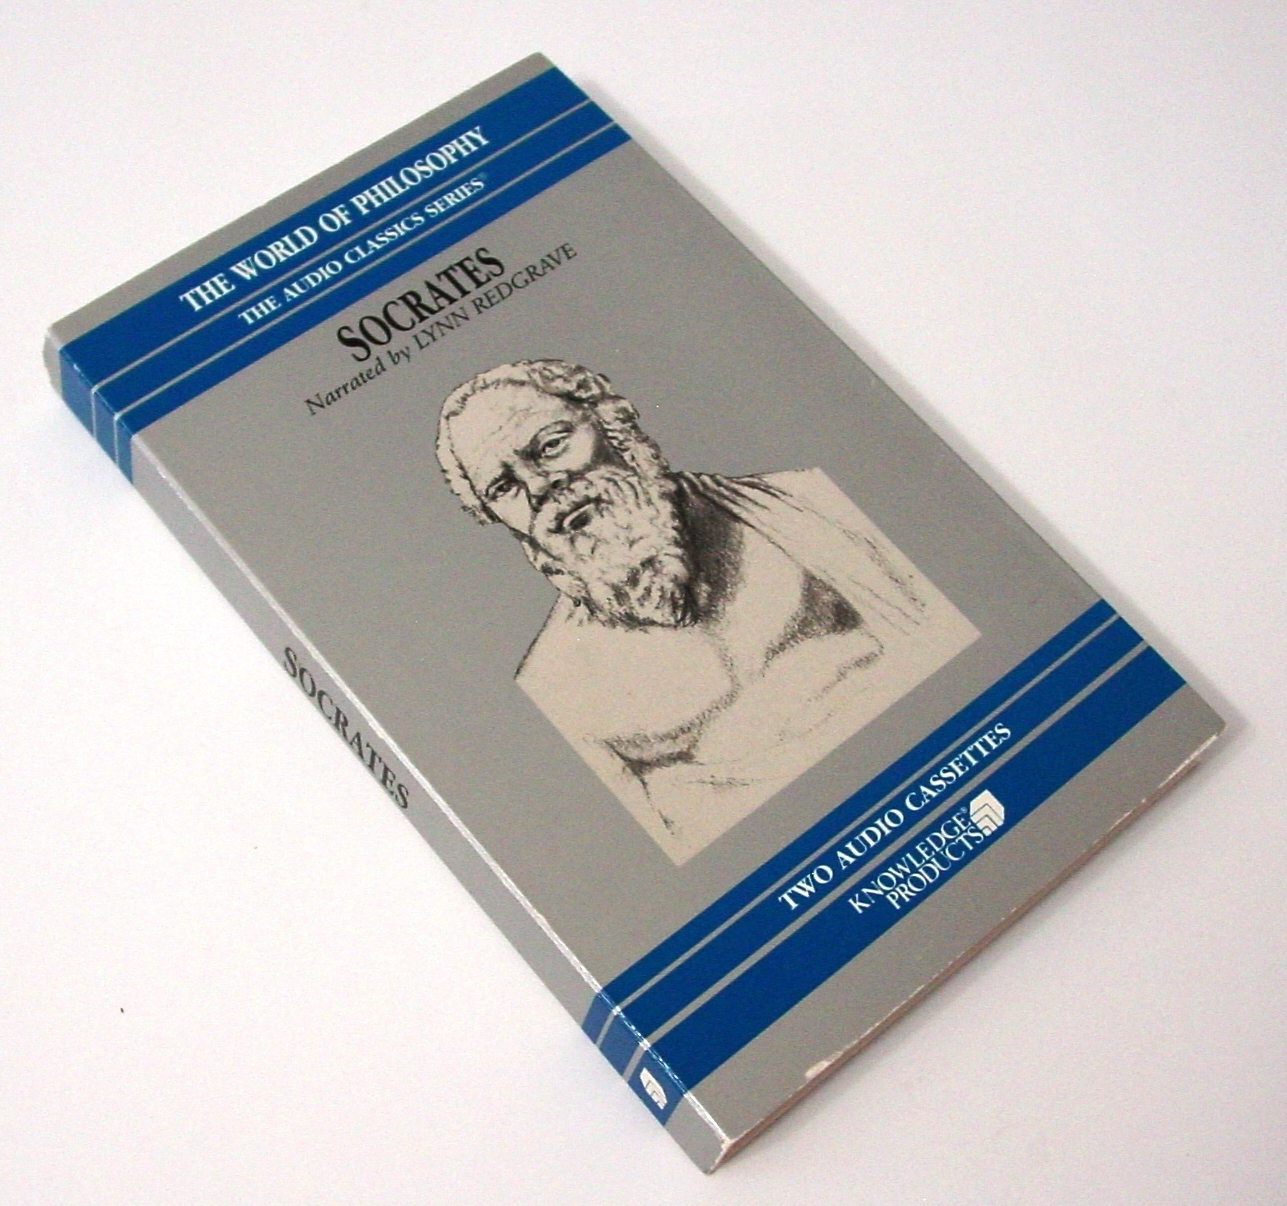 THE WORLD OF PHILOSOPHY
THE AUDIO CLASSICS SERIES®
SOCRATES
Narrated by LYNN REDGRAVE
SOCRATES
TWO AUDIO CASSETTES
KNOWLEDGE®
PRODUCTS